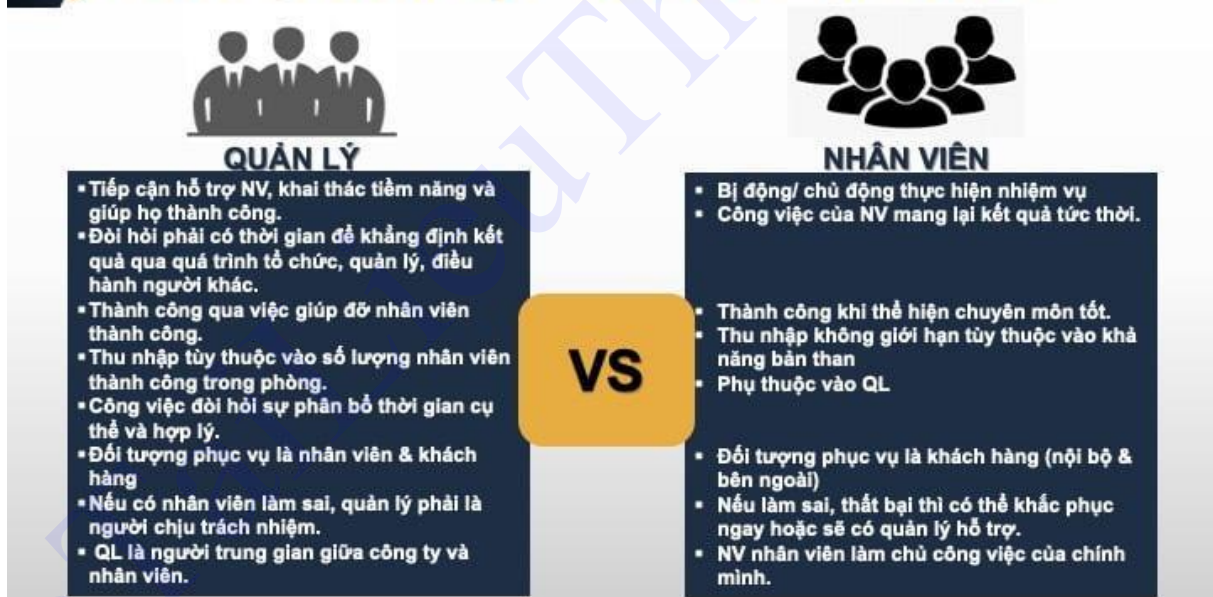 QUẢN LÝ
▪Tiếp cận hỗ trợ NV, khai thác tiềm năng và
giúp họ thành công.
▪Đòi hỏi phải có thời gian để khẳng định kết
quả qua quá trình tổ chức, quản lý, điều
hành người khác.
▪Thành công qua việc giúp đỡ nhân viên
thành công.
▪Thu nhập tùy thuộc vào số lượng nhân viên
thành công trong phòng.
▪Công việc đòi hỏi sự phân bổ thời gian cụ
thể và hợp lý.
▪Đối tượng phục vụ là nhân viên & khách
hàng
▪Nếu có nhân viên làm sai, quản lý phải là
người chịu trách nhiệm.
▪ QL là người trung gian giữa công ty và
nhân viên.
VS
NHÂN VIÊN
▪ Bị động/ chủ động thực hiện nhiệm vụ
▪ Công việc của NV mang lại kết quả tức thời.
▪ Thành công khi thể hiện chuyên môn tốt.
▪ Thu nhập không giới hạn tùy thuộc vào khả
năng bản than
▪ Phụ thuộc vào QL
▪ Đối tượng phục vụ là khách hàng (nội bộ &
bên ngoài)
▪ Nếu làm sai, thất bại thì có thể khắc phục
ngay hoặc sẽ có quản lý hỗ trợ.
▪ NV nhân viên làm chủ công việc của chính
mình.